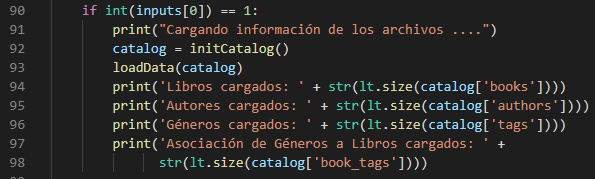 90 if int(inputs[0]) == 1:
91 print("Cargando información de los archivos ....")
92 catalog = initCatalog()
93 loadData(catalog)
94 print('Libros cargados: ' + str(lt.size(catalog['books'])))
95 print('Autores cargados: ' + str(lt.size(catalog['authors'])))
96 print('Géneros cargados: ' + str(lt.size(catalog['tags'])))
97 print('Asociación de Géneros a Libros cargados: ' +
98 str(lt.size(catalog['book_tags'])))